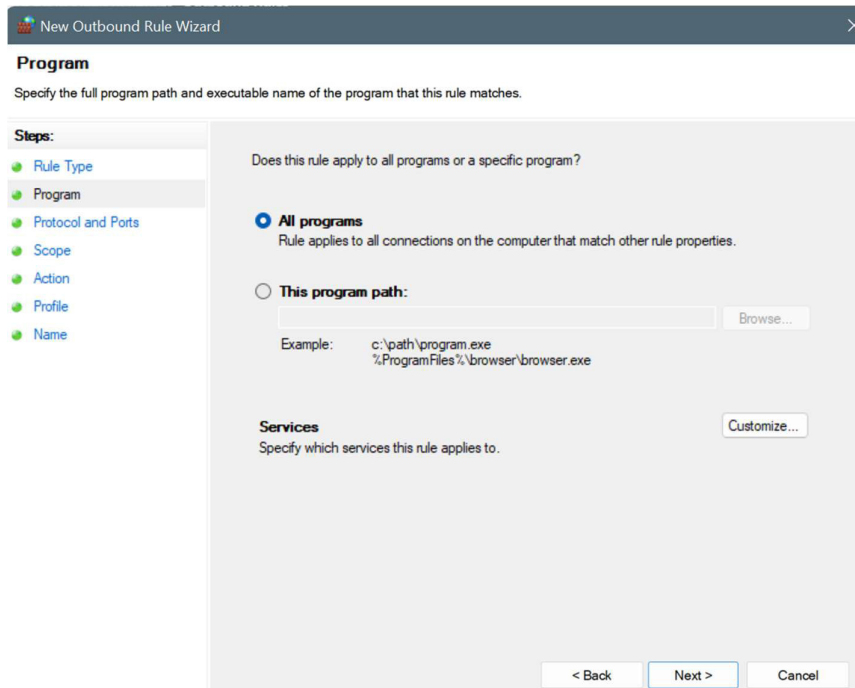 New Outbound Rule Wizard
Program
Specify the full program path and executable name of the program that this rule matches.
Steps:
Rule Type
Program
Protocol and Ports
Scope
Action
Profile
Name
Does this rule apply to all programs or a specific program?
All programs
Rule applies to all connections on the computer that match other rule properties.
This program path:
Browse...
Example: c:\path\program.exe
%ProgramFiles%\browser\browser.exe
Services
Customize...
Specify which services this rule applies to.
< Back Next > Cancel